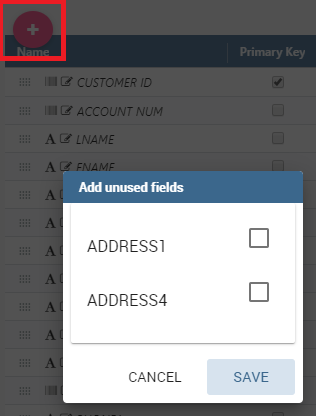 +
Name Primary Key
CUSTOMER ID
A ACCOUNT NUM
A LNAME
A FNAME
Add unused fields
ADDRESS1
ADDRESS4
CANCEL SAVE